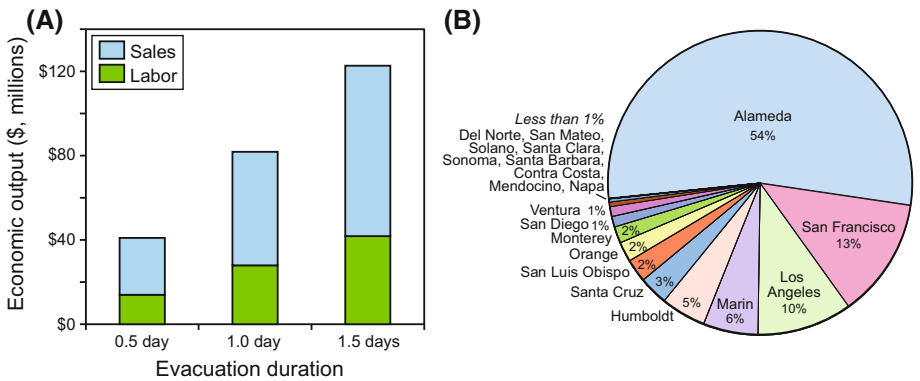 (A)
Economic output ($, millions)
$120
$80
$40
$0
Sales
Labor
0.5 day
1.0 day
1.5 days
Evacuation duration
(B)
Less than 1%
Del Norte, San Mateo,
Solano, Santa Clara,
Sonoma, Santa Barbara,
Contra Costa,
Mendocino, Napa
Ventura 1%
San Diego 1%
Monterey
2%
Orange
2%
San Luis Obispo
2%
Santa Cruz
3%
Humboldt
5%
Marin
6%
Los
Angeles
10%
San Francisco
13%
Alameda
54%